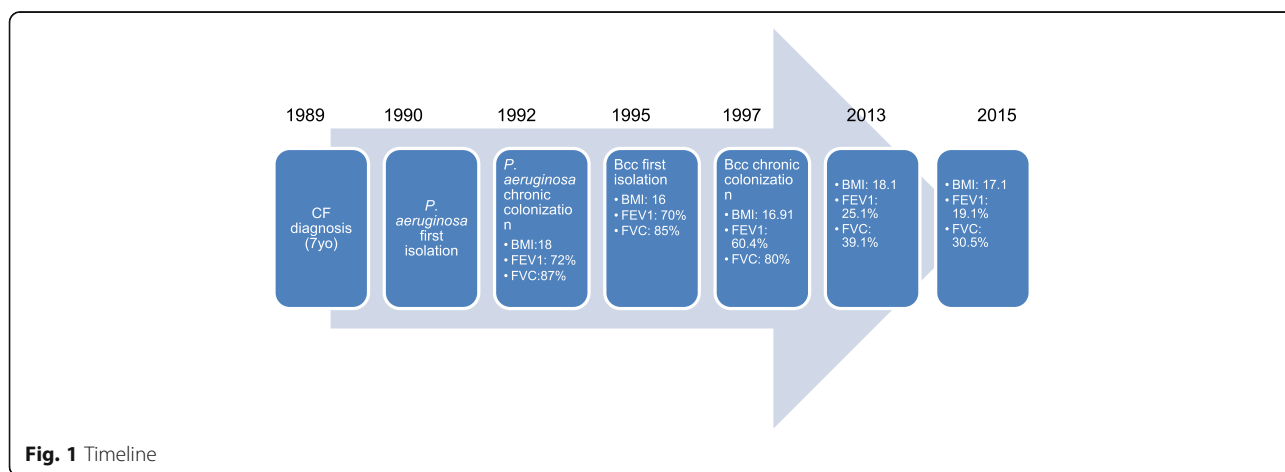 1989
1990
1992
1995
1997
2013
2015
CF
diagnosis
(7yo)
P.
aeruginosa
first
isolation
P.
aeruginosa
chronic
colonizatio
n
• BMI:18
• FEV1: 72%
• FVC:87%
Bcc first
isolation
• BMI: 16
• FEV1: 70%
• FVC: 85%
Bcc chronic
colonizatio
n
• BMI: 16.91
• FEV1:
60.4%
• FVC: 80%
• BMI: 18.1
• FEV1:
25.1%
• FVC:
39.1%
• BMI: 17.1
• FEV1:
19.1%
• FVC:
30.5%
Fig. 1 Timeline